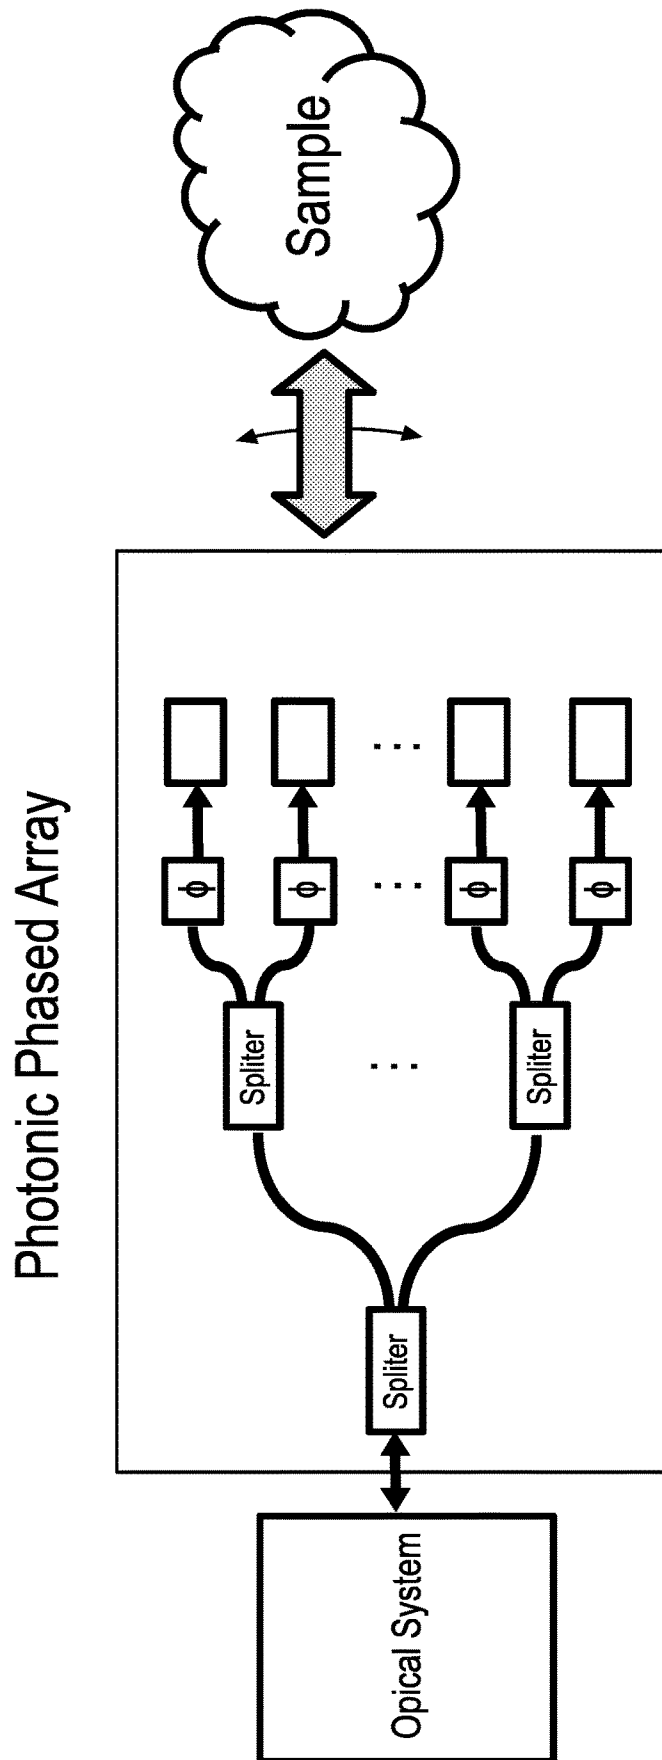 Photonic Phased Array
Opical System
Spliter
Spliter
Spliter
. . .
ϕ
ϕ
. . .
ϕ
ϕ
. . .
Sample